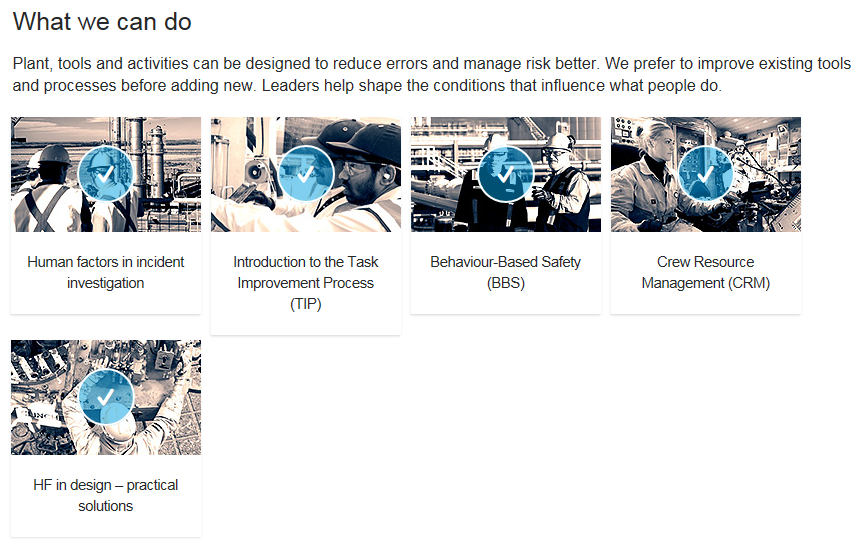 What we can do
Plant, tools and activities can be designed to reduce errors and manage risk better. We prefer to improve existing tools
and processes before adding new. Leaders help shape the conditions that influence what people do.
Human factors in incident
investigation
Introduction to the Task
Improvement Process
(TIP)
Behaviour-Based Safety
(BBS)
Crew Resource
Management (CRM)
HF in design – practical
solutions